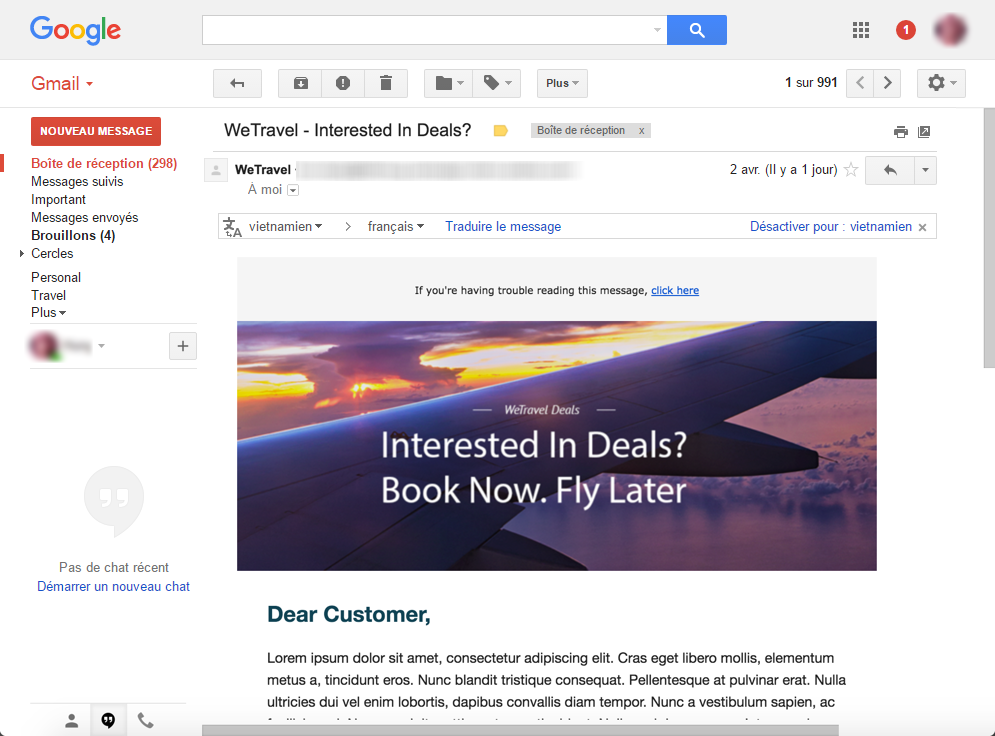 Google
1
Gmail
Plus
1 sur 991
NOUVEAU MESSAGE
WeTravel - Interested In Deals?
Boîte de réception x
Boîte de réception (298)
Messages suivis
Important
Messages envoyés
Brouillons (4)
Cercles
Personal
Travel
Plus
WeTravel
2 avr. (Il y a 1 jour)
À moi
vietnamien > français Traduire le message Désactiver pour : vietnamien x
If you're having trouble reading this message, click here
WeTravel Deals
Interested In Deals?
Book Now. Fly Later
Pas de chat récent
Démarrer un nouveau chat
Dear Customer,
Lorem ipsum dolor sit amet, consectetur adipiscing elit. Cras eget libero mollis, elementum
metus a, tincidunt eros. Nunc blandit tristique consequat. Pellentesque at pulvinar erat. Nulla
ultricies dui vel enim lobortis, dapibus convallis diam tempor. Nunc a vestibulum sapien, ac